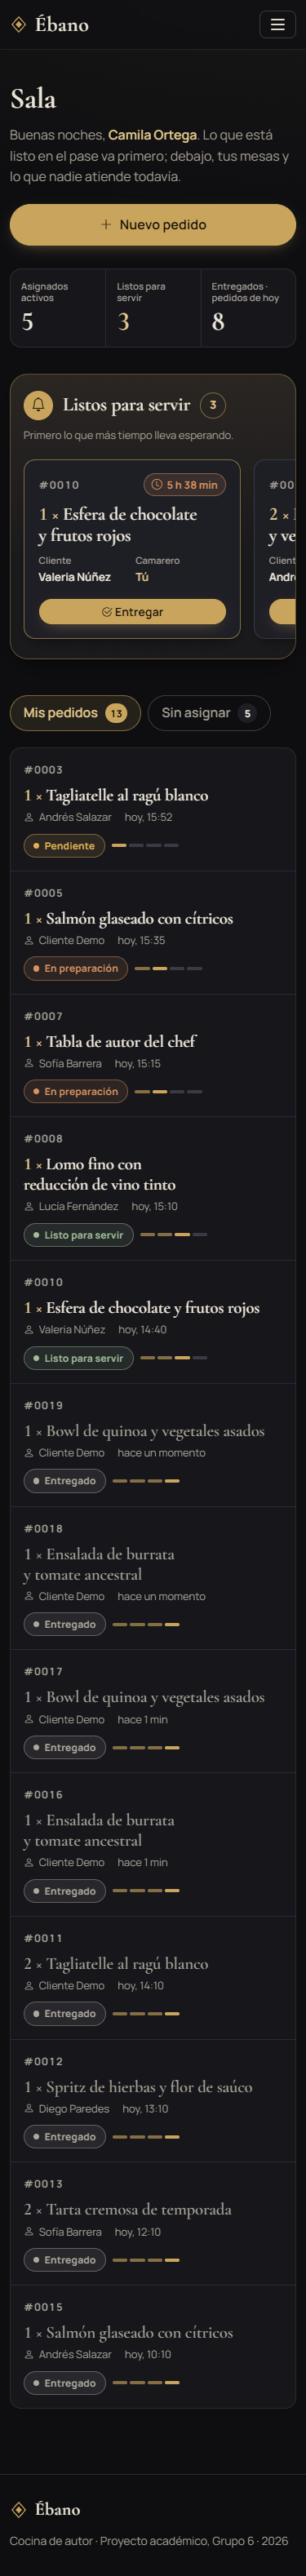 Ébano
Sala
Buenas noches, Camila Ortega. Lo que está
listo en el pase va primero; debajo, tus mesas y
lo que nadie atiende todavía.
Nuevo pedido
Asignados
activos
5
Listos para
servir
3
Entregados ·
pedidos de hoy
8
Listos para servir 3
Primero lo que más tiempo lleva esperando.
#0010 5 h 38 min
1 × Esfera de chocolate
y frutos rojos
Cliente Camarero
Valeria Núñez Tú
Entregar
#00
2 ×
y ve
Client
Andr
Mis pedidos 13 Sin asignar 5
#0003
1 × Tagliatelle al ragú blanco
Andrés Salazar hoy, 15:52
Pendiente
#0005
1 × Salmón glaseado con cítricos
Cliente Demo hoy, 15:35
En preparación
#0007
1 × Tabla de autor del chef
Sofía Barrera hoy, 15:15
En preparación
#0008
1 × Lomo fino con
reducción de vino tinto
Lucía Fernández hoy, 15:10
Listo para servir
#0010
1 × Esfera de chocolate y frutos rojos
Valeria Núñez hoy, 14:40
Listo para servir
#0019
1 × Bowl de quinoa y vegetales asados
Cliente Demo hace un momento
Entregado
#0018
1 × Ensalada de burrata
y tomate ancestral
Cliente Demo hace un momento
Entregado
#0017
1 × Bowl de quinoa y vegetales asados
Cliente Demo hace 1 min
Entregado
#0016
1 × Ensalada de burrata
y tomate ancestral
Cliente Demo hace 1 min
Entregado
#0011
2 × Tagliatelle al ragú blanco
Cliente Demo hoy, 14:10
Entregado
#0012
1 × Spritz de hierbas y flor de saúco
Diego Paredes hoy, 13:10
Entregado
#0013
2 × Tarta cremosa de temporada
Sofía Barrera hoy, 12:10
Entregado
#0015
1 × Salmón glaseado con cítricos
Andrés Salazar hoy, 10:10
Entregado
Ébano
Cocina de autor · Proyecto académico, Grupo 6 · 2026